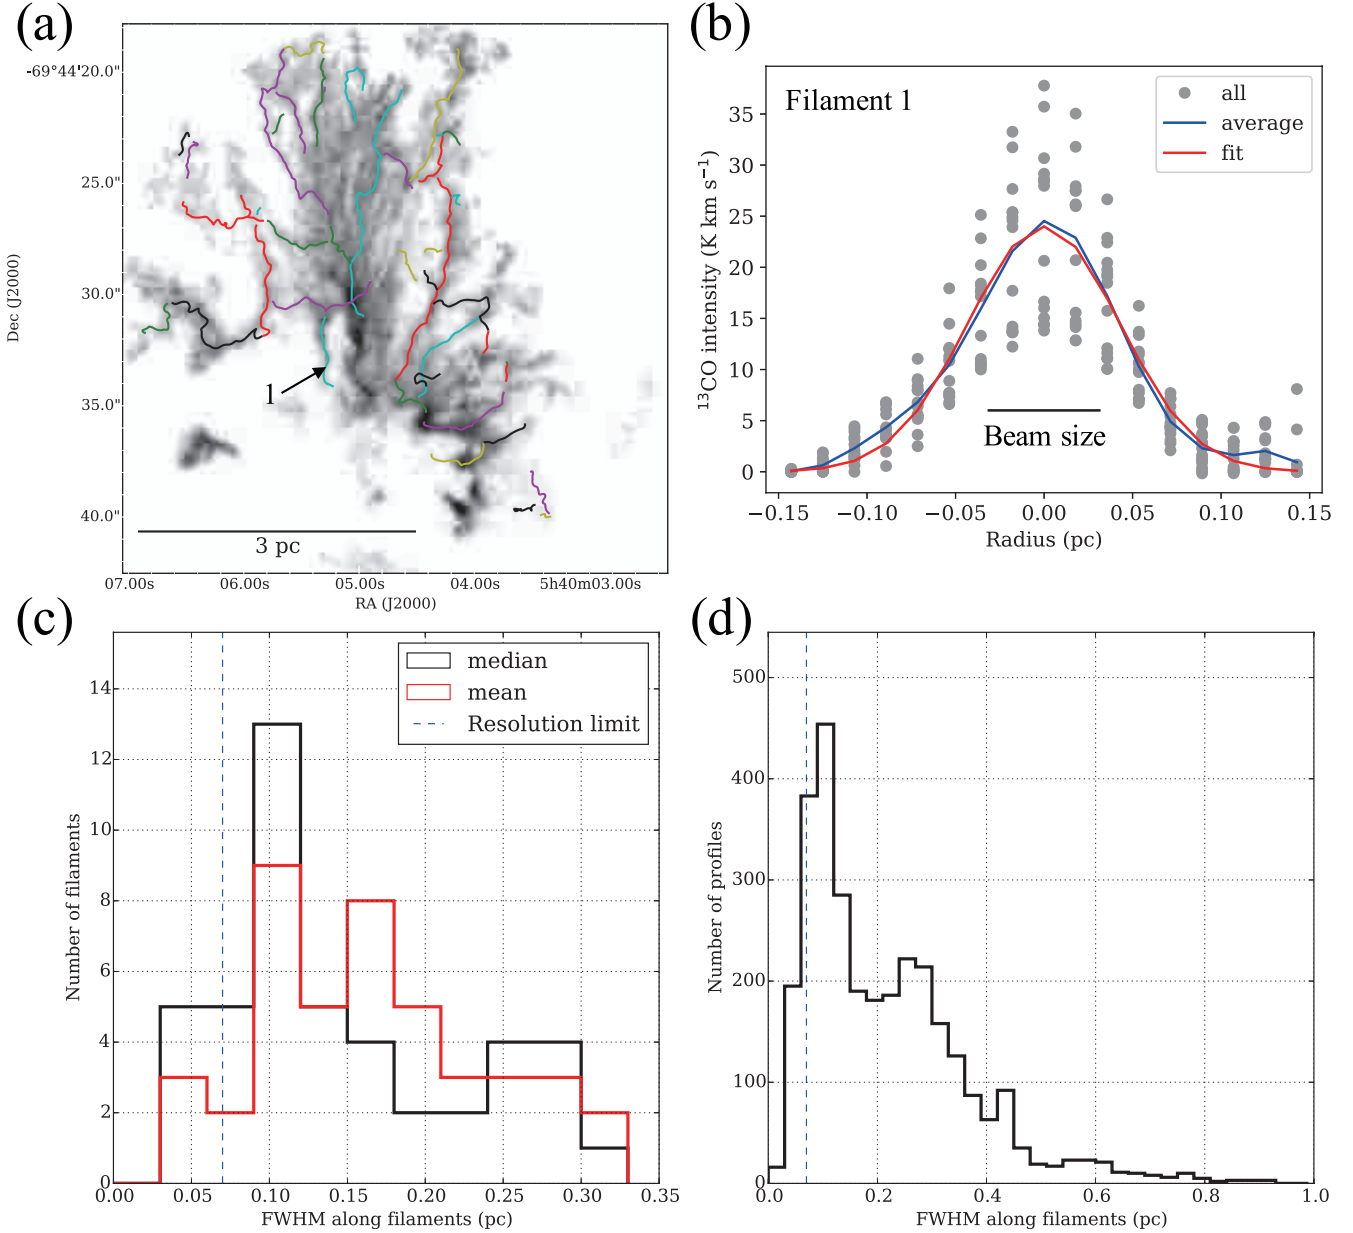 (a)
-69°44'20.0"
25.0"
30.0"
35.0"
40.0"
Dec (J2000)
1
3 pc
07.00s 06.00s 05.00s 04.00s 5h40m03.00s
RA (J2000)
(b)
Filament 1
all
average
fit
35
30
25
20
15
10
5
0
¹³CO intensity (K km s⁻¹)
Beam size
−0.15 −0.10 −0.05 0.00 0.05 0.10 0.15
Radius (pc)
(c)
median
mean
Resolution limit
14
12
10
8
6
4
2
0
Number of filaments
0.00 0.05 0.10 0.15 0.20 0.25 0.30 0.35
FWHM along filaments (pc)
(d)
500
400
300
200
100
0
Number of profiles
0.0 0.2 0.4 0.6 0.8 1.0
FWHM along filaments (pc)